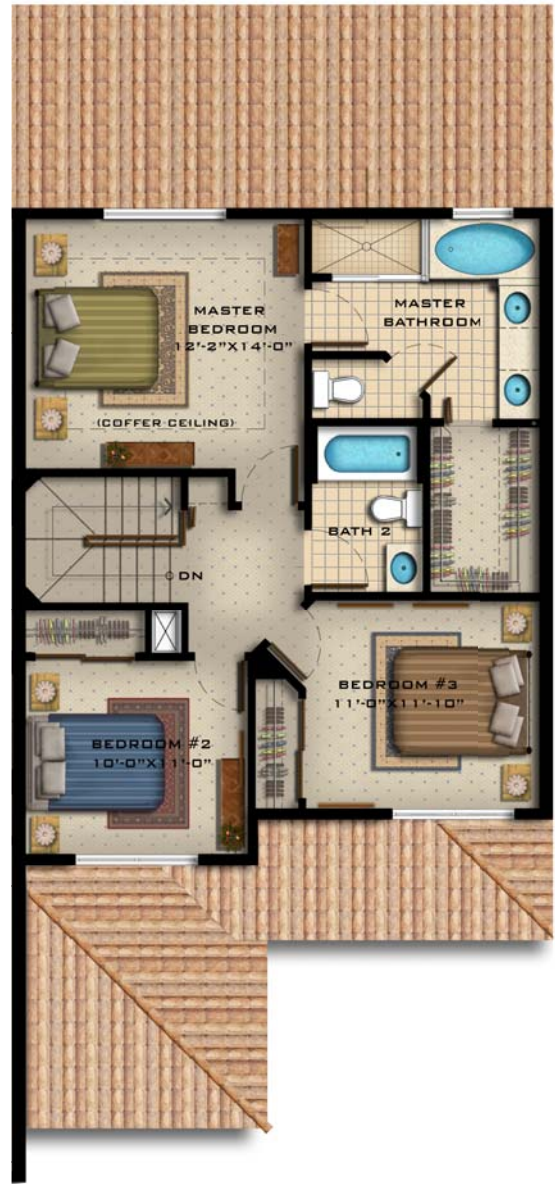 MASTER
BEDROOM
12'-2"X14'-0"
(COFFER CEILING)
MASTER
BATHROOM
BATH 2
DN
BEDROOM #3
11'-0"X11'-10"
BEDROOM #2
10'-0"X11'-0"